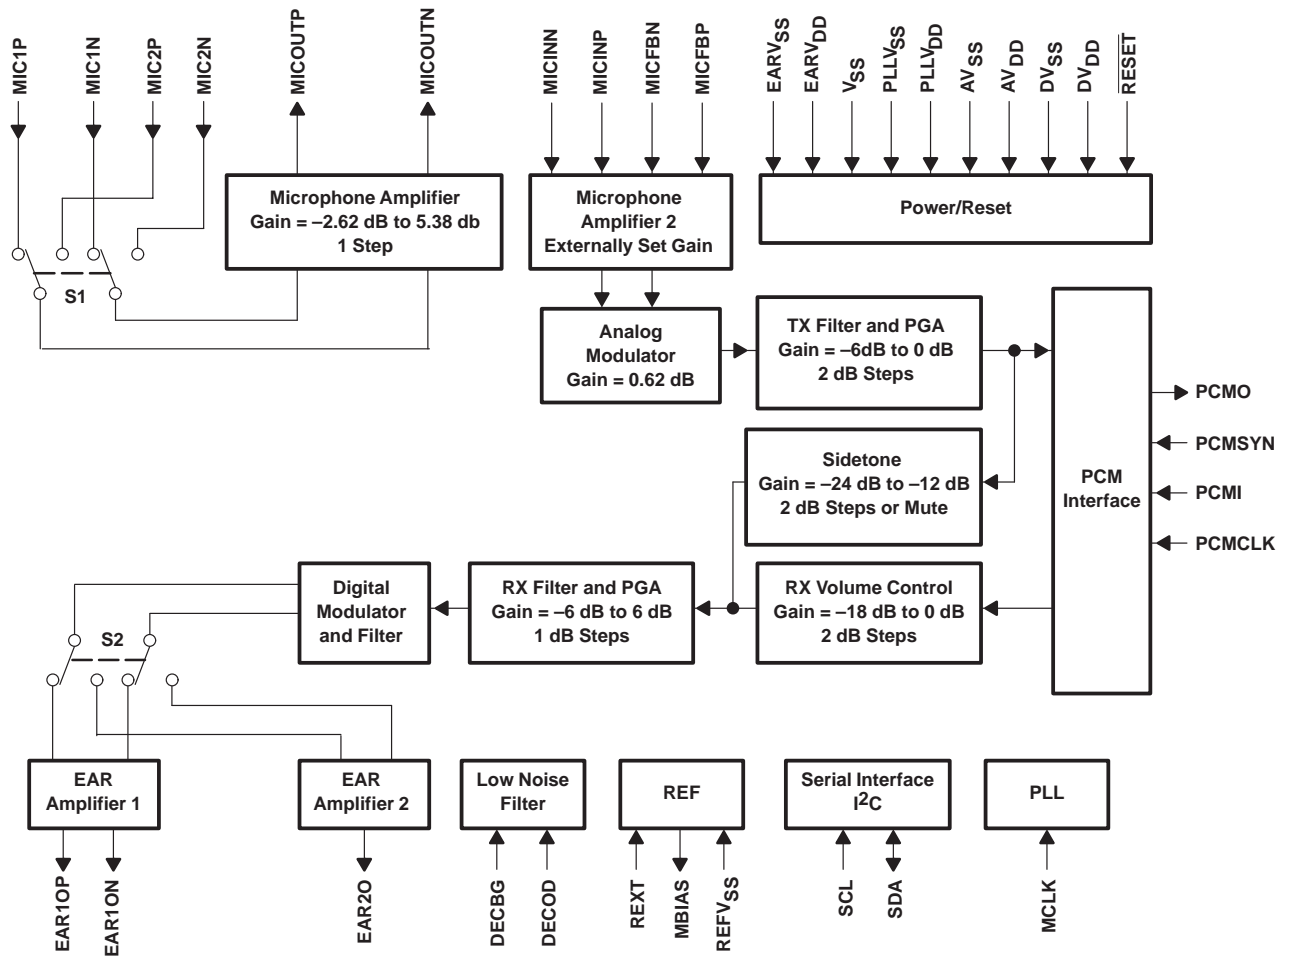 MIC1P
MIC1N
MIC2P
MIC2N
MICOUTP
MICOUTN
MICINN
MICINP
MICFBN
MICFBP
EARVSS
EARVDD
VSS
PLLVSS
PLLVDD
AVSS
AVDD
DVSS
DVDD
RESET
Microphone Amplifier
Gain = –2.62 dB to 5.38 db
1 Step
Microphone
Amplifier 2
Externally Set Gain
Power/Reset
S1
Analog
Modulator
Gain = 0.62 dB
TX Filter and PGA
Gain = –6dB to 0 dB
2 dB Steps
PCM
Interface
PCMO
PCMSYN
PCMI
PCMCLK
Sidetone
Gain = –24 dB to –12 dB
2 dB Steps or Mute
Digital
Modulator
and Filter
RX Filter and PGA
Gain = –6 dB to 6 dB
1 dB Steps
RX Volume Control
Gain = –18 dB to 0 dB
2 dB Steps
S2
EAR
Amplifier 1
EAR
Amplifier 2
Low Noise
Filter
REF
Serial Interface
I2C
PLL
EAR1OP
EAR1ON
EAR2O
DECBG
DECOD
REXT
MBIAS
REFVSS
SCL
SDA
MCLK